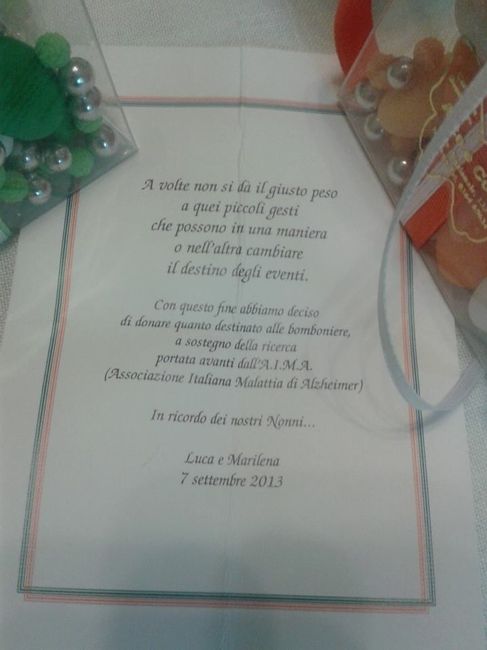 A volte non si dà il giusto peso
a quei piccoli gesti
che possono in una maniera
o nell'altra cambiare
il destino degli eventi.
Con questo fine abbiamo deciso
di donare quanto destinato alle bomboniere,
a sostegno della ricerca
portata avanti dall'A.I.M.A.
(Associazione Italiana Malattia di Alzheimer)
In ricordo dei nostri Nonni...
Luca e Marilena
7 settembre 2013